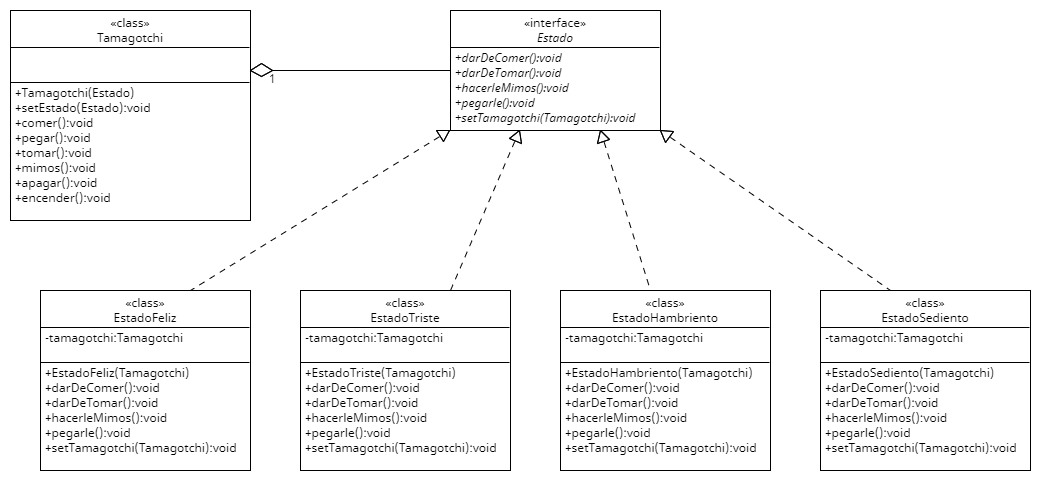 «class»
Tamagotchi
+Tamagotchi(Estado)
+setEstado(Estado):void
+comer():void
+pegar():void
+tomar():void
+mimos():void
+apagar():void
+encender():void
1
«interface»
Estado
+darDeComer():void
+darDeTomar():void
+hacerleMimos():void
+pegarle():void
+setTamagotchi(Tamagotchi):void
«class»
EstadoFeliz
-tamagotchi:Tamagotchi
+EstadoFeliz(Tamagotchi)
+darDeComer():void
+darDeTomar():void
+hacerleMimos():void
+pegarle():void
+setTamagotchi(Tamagotchi):void
«class»
EstadoTriste
-tamagotchi:Tamagotchi
+EstadoTriste(Tamagotchi)
+darDeComer():void
+darDeTomar():void
+hacerleMimos():void
+pegarle():void
+setTamagotchi(Tamagotchi):void
«class»
EstadoHambriento
-tamagotchi:Tamagotchi
+EstadoHambriento(Tamagotchi)
+darDeComer():void
+darDeTomar():void
+hacerleMimos():void
+pegarle():void
+setTamagotchi(Tamagotchi):void
«class»
EstadoSediento
-tamagotchi:Tamagotchi
+EstadoSediento(Tamagotchi)
+darDeComer():void
+darDeTomar():void
+hacerleMimos():void
+pegarle():void
+setTamagotchi(Tamagotchi):void